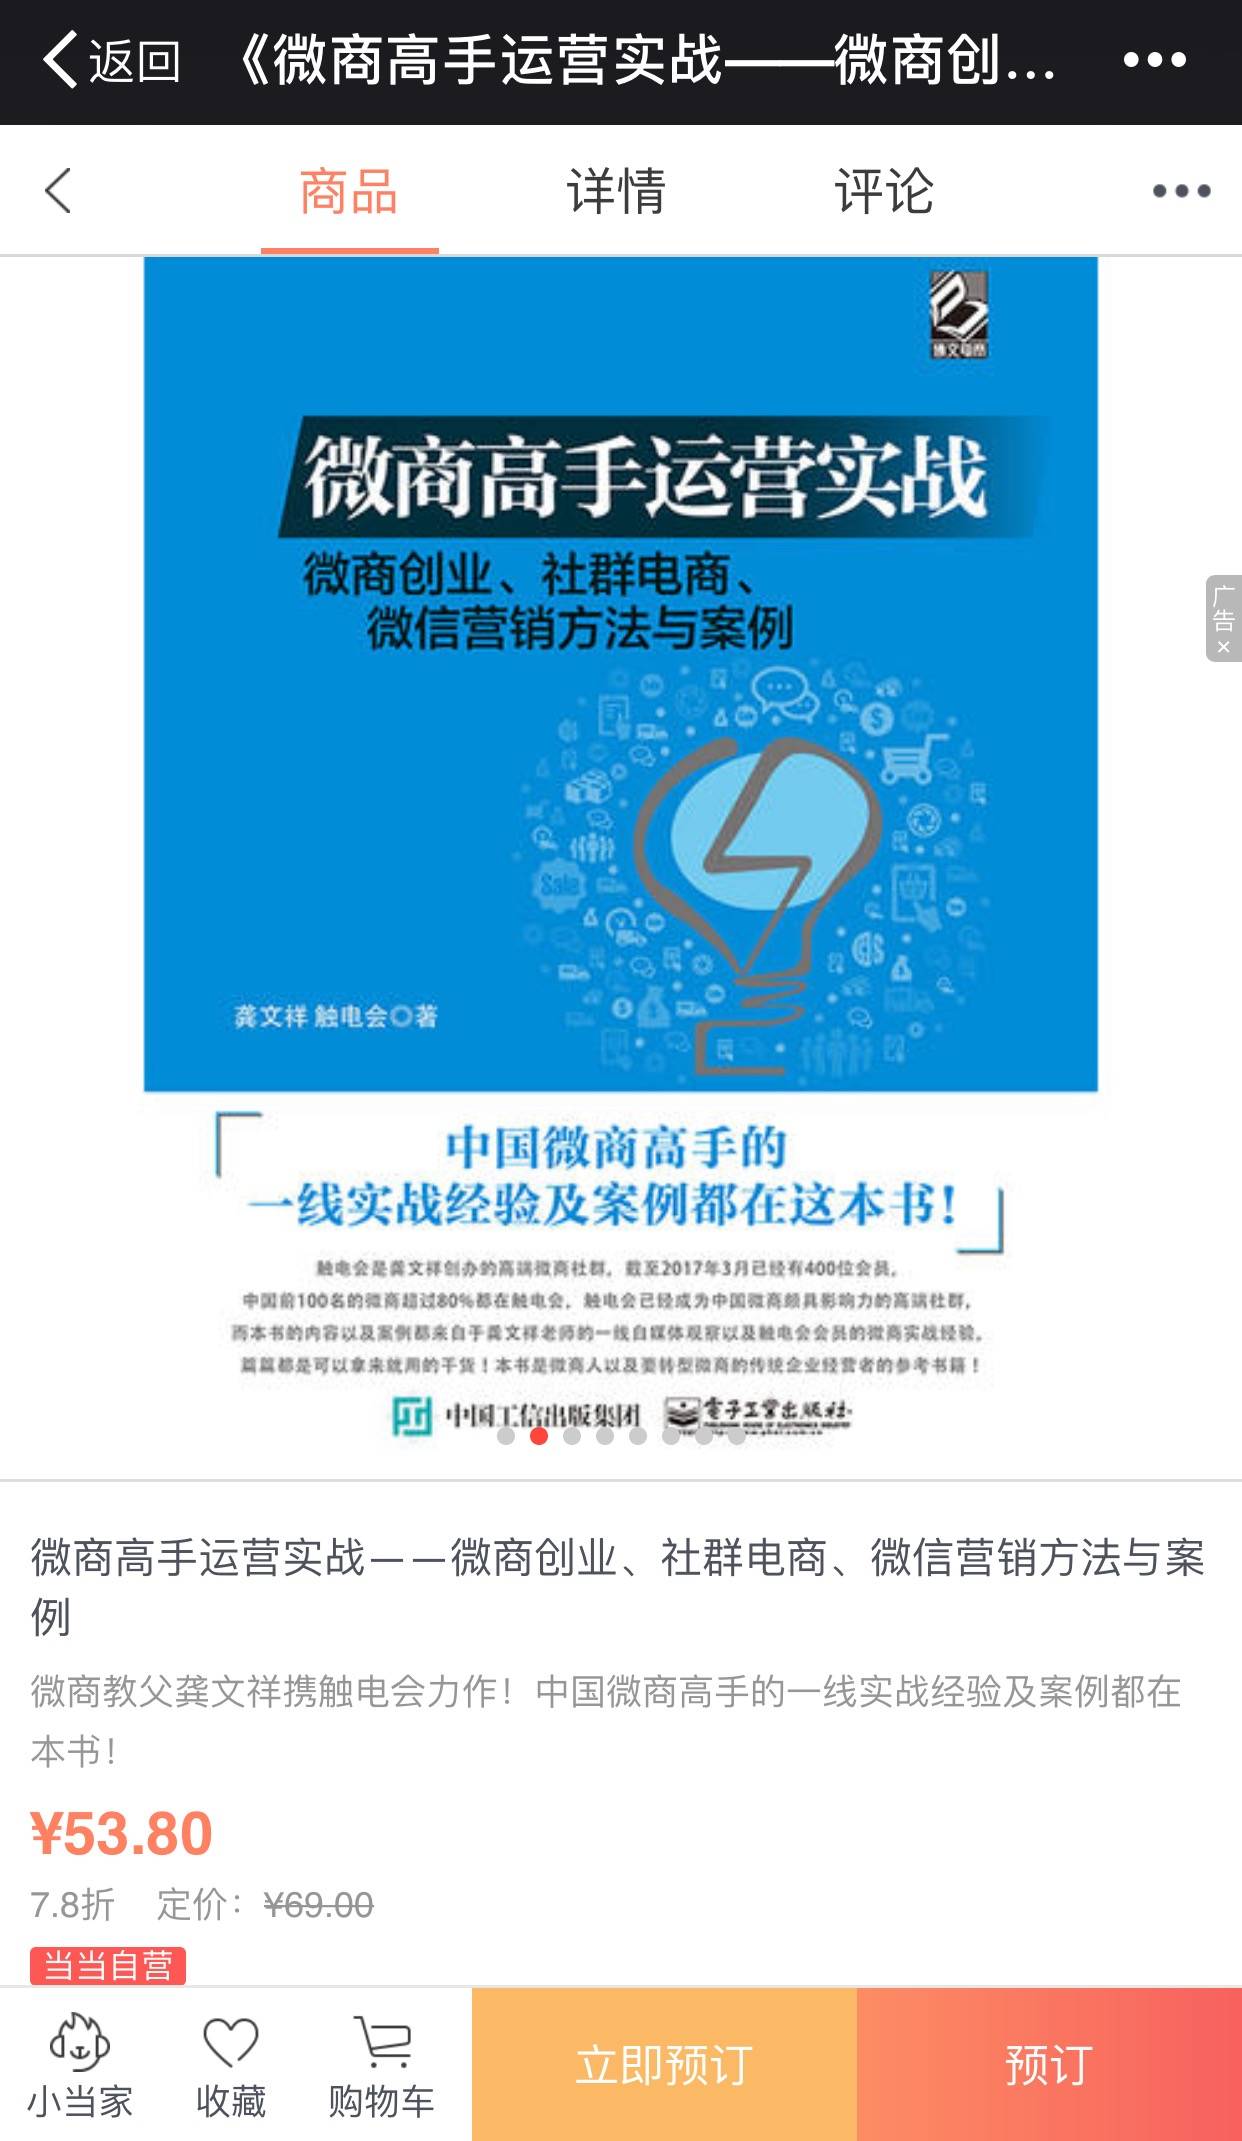 返回 《微商高手运营实战——微商创...
商品 详情 评论
博文视点
微商高手运营实战
微商创业、社群电商、
微信营销方法与案例
广告
×
Sale
龚文祥 触电会◎著
中国微商高手的
一线实战经验及案例都在这本书!
触电会是龚文祥创办的高端微商社群，截至2017年3月已经有400位会员，
中国前100名的微商超过80%都在触电会，触电会已经成为中国微商颇具影响力的高端社群，
而本书的内容以及案例都来自于龚文祥老师的一线自媒体观察以及触电会会员的微商实战经验，
篇篇都是可以拿来就用的干货！本书是微商人以及要转型微商的传统企业经营者的参考书籍！
中国工信出版集团 電子工業出版社·
微商高手运营实战——微商创业、社群电商、微信营销方法与案
例
微商教父龚文祥携触电会力作！中国微商高手的一线实战经验及案例都在
本书！
¥53.80
7.8折 定价：¥69.00
当当自营
小当家 收藏 购物车 立即预订 预订